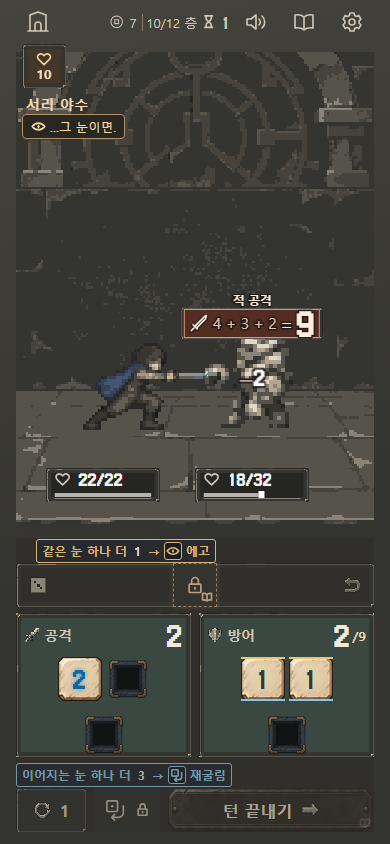 7 10/12 층 1
10
서리 야수
...그 눈이면.
적 공격
4 + 3 + 2 = 9
-2
22/22
18/32
같은 눈 하나 더 1 → 에고
공격 2
방어 2/9
2
1 1
이어지는 눈 하나 더 3 → 재굴림
1
턴 끝내기 ➡